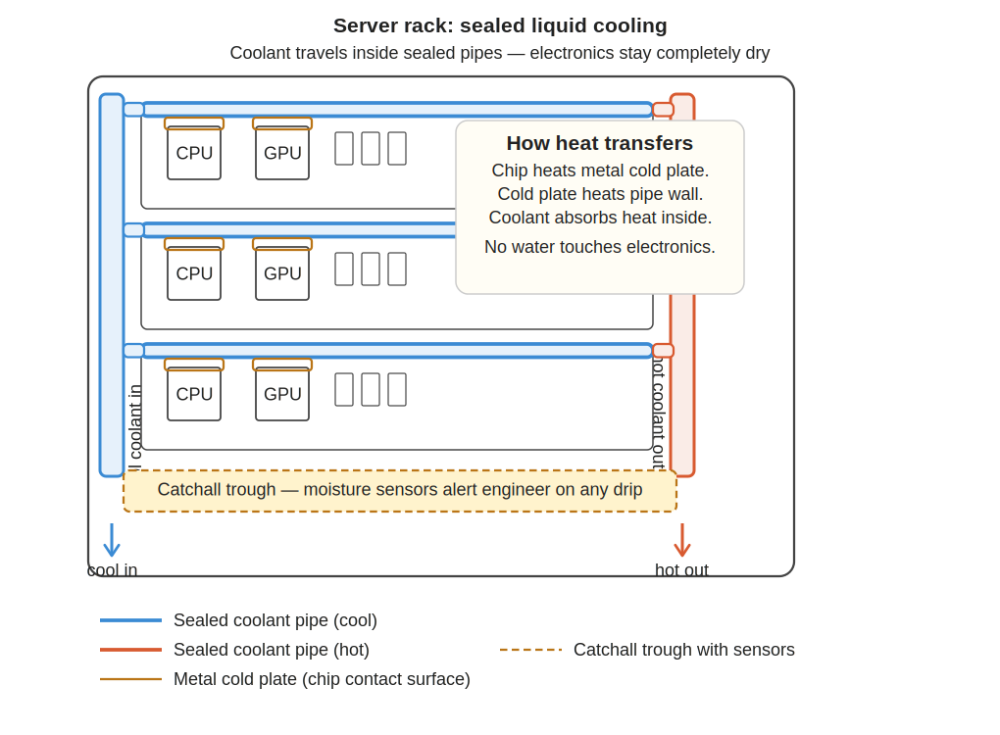 Server rack: sealed liquid cooling
Coolant travels inside sealed pipes — electronics stay completely dry
CPU
GPU
How heat transfers
Chip heats metal cold plate.
Cold plate heats pipe wall.
Coolant absorbs heat inside.
No water touches electronics.
CPU
GPU
CPU
GPU
coolant in
coolant out
Catchall trough — moisture sensors alert engineer on any drip
cool in
hot out
Sealed coolant pipe (cool)
Sealed coolant pipe (hot)
Catchall trough with sensors
Metal cold plate (chip contact surface)